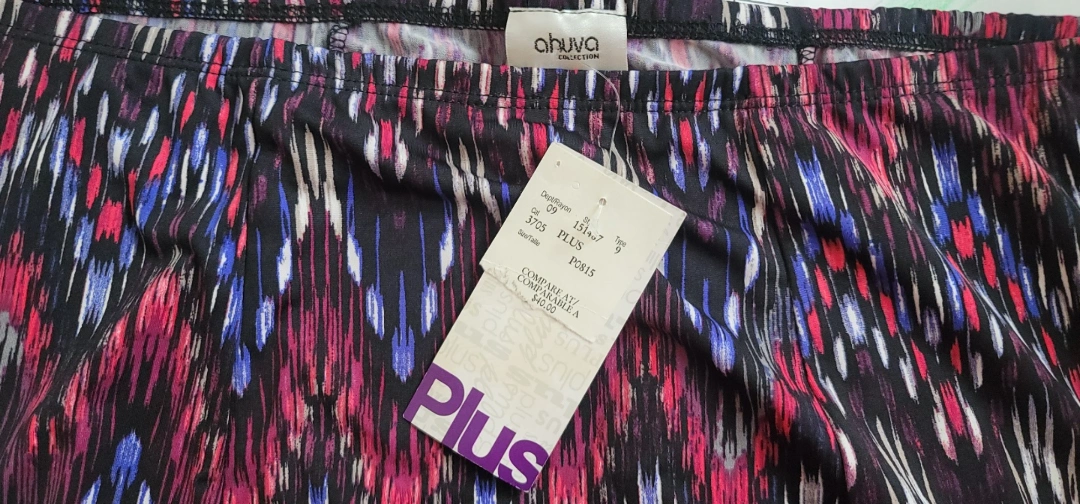 ahuva
COLLECTION
Dept/Rayon St. Type
09 151467 9
Cat.
3705 PLUS
Size/Taille P0815
COMPARE AT/
COMPARABLE A
$40.00
Plus